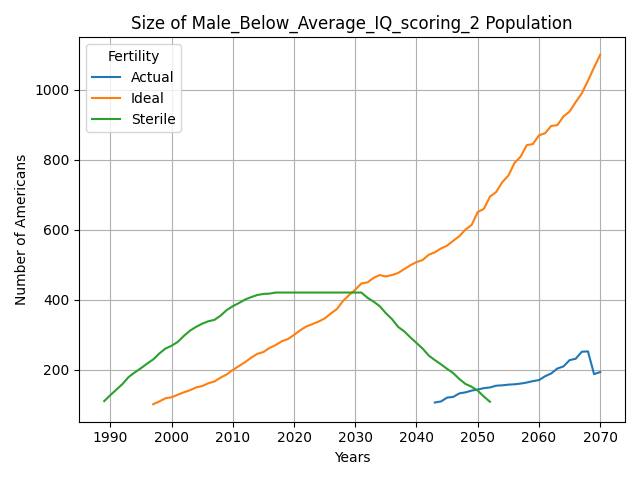 Size of Male_Below_Average_IQ_scoring_2 Population
Fertility
Actual
Ideal
Sterile
Number of Americans
1000
800
600
400
200
1990 2000 2010 2020 2030 2040 2050 2060 2070
Years